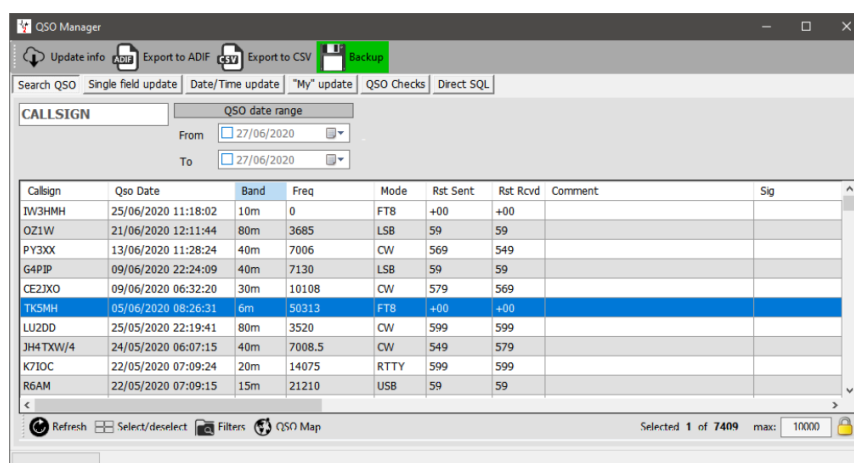 QSO Manager
Update info ADIF Export to ADIF CSV Export to CSV Backup
Search QSO Single field update Date/Time update "My" update QSO Checks Direct SQL
CALLSIGN QSO date range
From 27/06/2020
To 27/06/2020
Callsign Qso Date Band Freq Mode Rst Sent Rst Rcvd Comment Sig
IW3HMH 25/06/2020 11:18:02 10m 0 FT8 +00 +00
OZ1W 21/06/2020 12:11:44 80m 3685 LSB 59 59
PY3XX 13/06/2020 11:28:24 40m 7006 CW 569 549
G4PIP 09/06/2020 22:24:09 40m 7130 LSB 59 59
CE2JXO 09/06/2020 06:32:20 30m 10108 CW 579 569
TK5MH 05/06/2020 08:26:31 6m 50313 FT8 +00 +00
LU2DD 25/05/2020 22:19:41 80m 3520 CW 599 599
JH4TXW/4 24/05/2020 06:07:15 40m 7008.5 CW 549 579
K7IOC 22/05/2020 07:09:24 20m 14075 RTTY 599 599
R6AM 22/05/2020 07:09:15 15m 21210 USB 59 59
Refresh Select/deselect Filters QSO Map Selected 1 of 7409 max: 10000